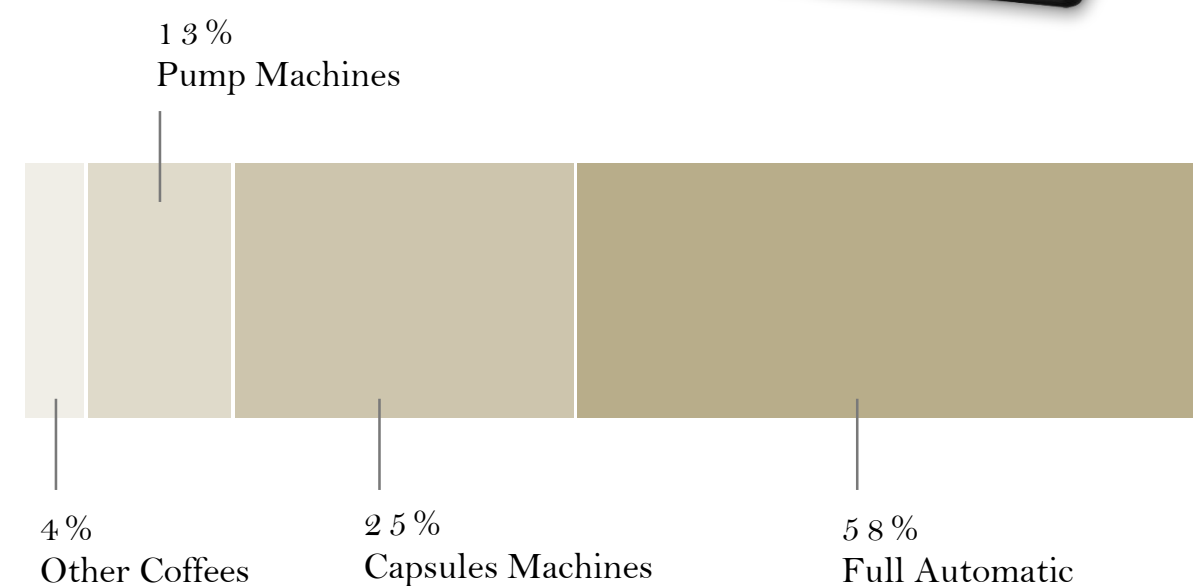 13%
Pump Machines
4%
Other Coffees
25%
Capsules Machines
58%
Full Automatic